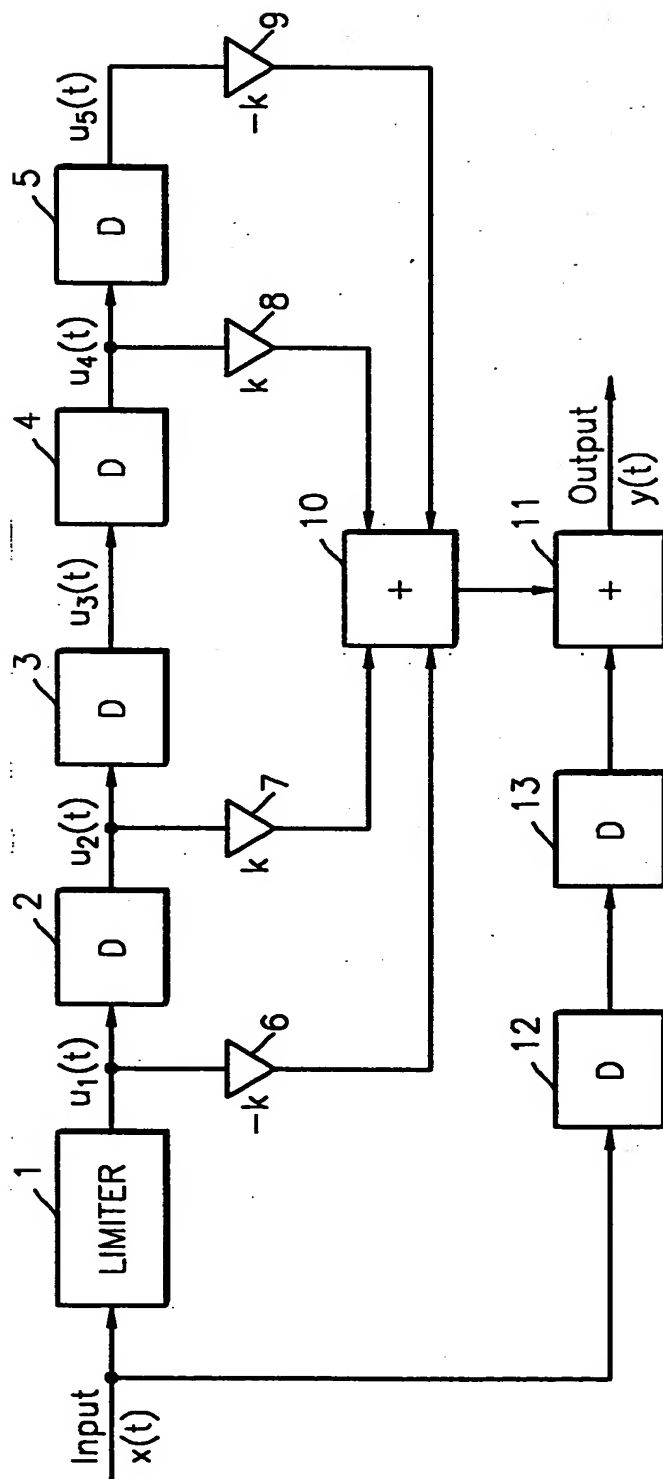 Input
x(t)
1
LIMITER
u1(t)
2
D
u2(t)
3
D
u3(t)
4
D
u4(t)
5
D
u5(t)
-k
6
k
7
k
8
-k
9
10
+
12
D
13
D
11
+
Output
y(t)